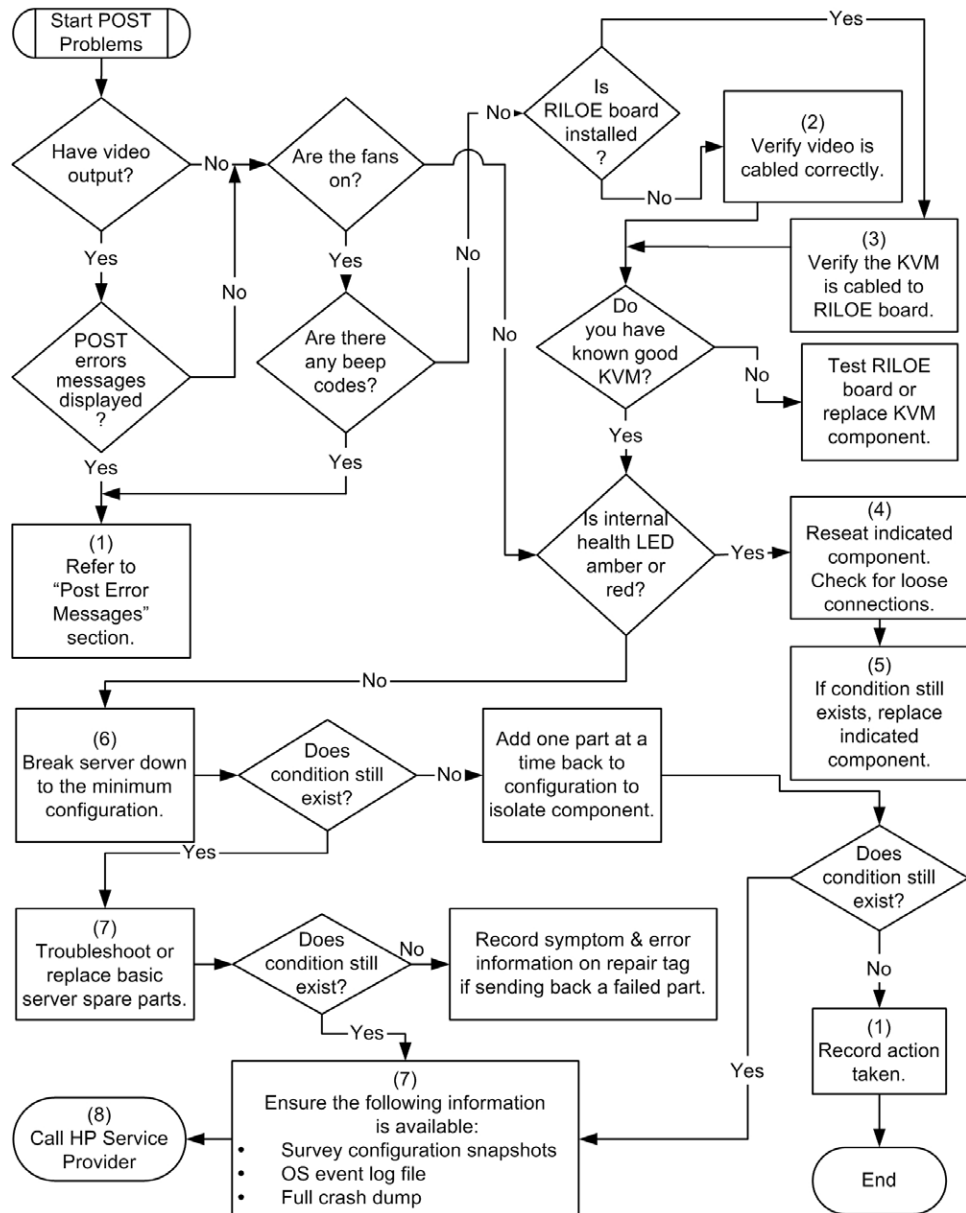 Start POST
Problems
Have video
output?
No
Yes
POST
errors
messages
displayed
?
No
Yes
(1)
Refer to
“Post Error
Messages”
section.
Are the fans
on?
Yes
No
Are there
any beep
codes?
No
Yes
No
Is
RILOE board
installed
?
Yes
No
(2)
Verify video is
cabled correctly.
(3)
Verify the KVM
is cabled to
RILOE board.
Do
you have
known good
KVM?
No
Yes
Test RILOE
board or
replace KVM
component.
Is internal
health LED
amber or
red?
Yes
No
(4)
Reseat indicated
component.
Check for loose
connections.
(5)
If condition still
exists, replace
indicated
component.
(6)
Break server down
to the minimum
configuration.
Does
condition still
exist?
No
Yes
Add one part at a
time back to
configuration to
isolate component.
Does
condition still
exist?
Yes
No
(7)
Troubleshoot or
replace basic
server spare parts.
Does
condition still
exist?
No
Yes
Record symptom & error
information on repair tag
if sending back a failed part.
(1)
Record action
taken.
End
(7)
Ensure the following information
is available:
• Survey configuration snapshots
• OS event log file
• Full crash dump
(8)
Call HP Service
Provider